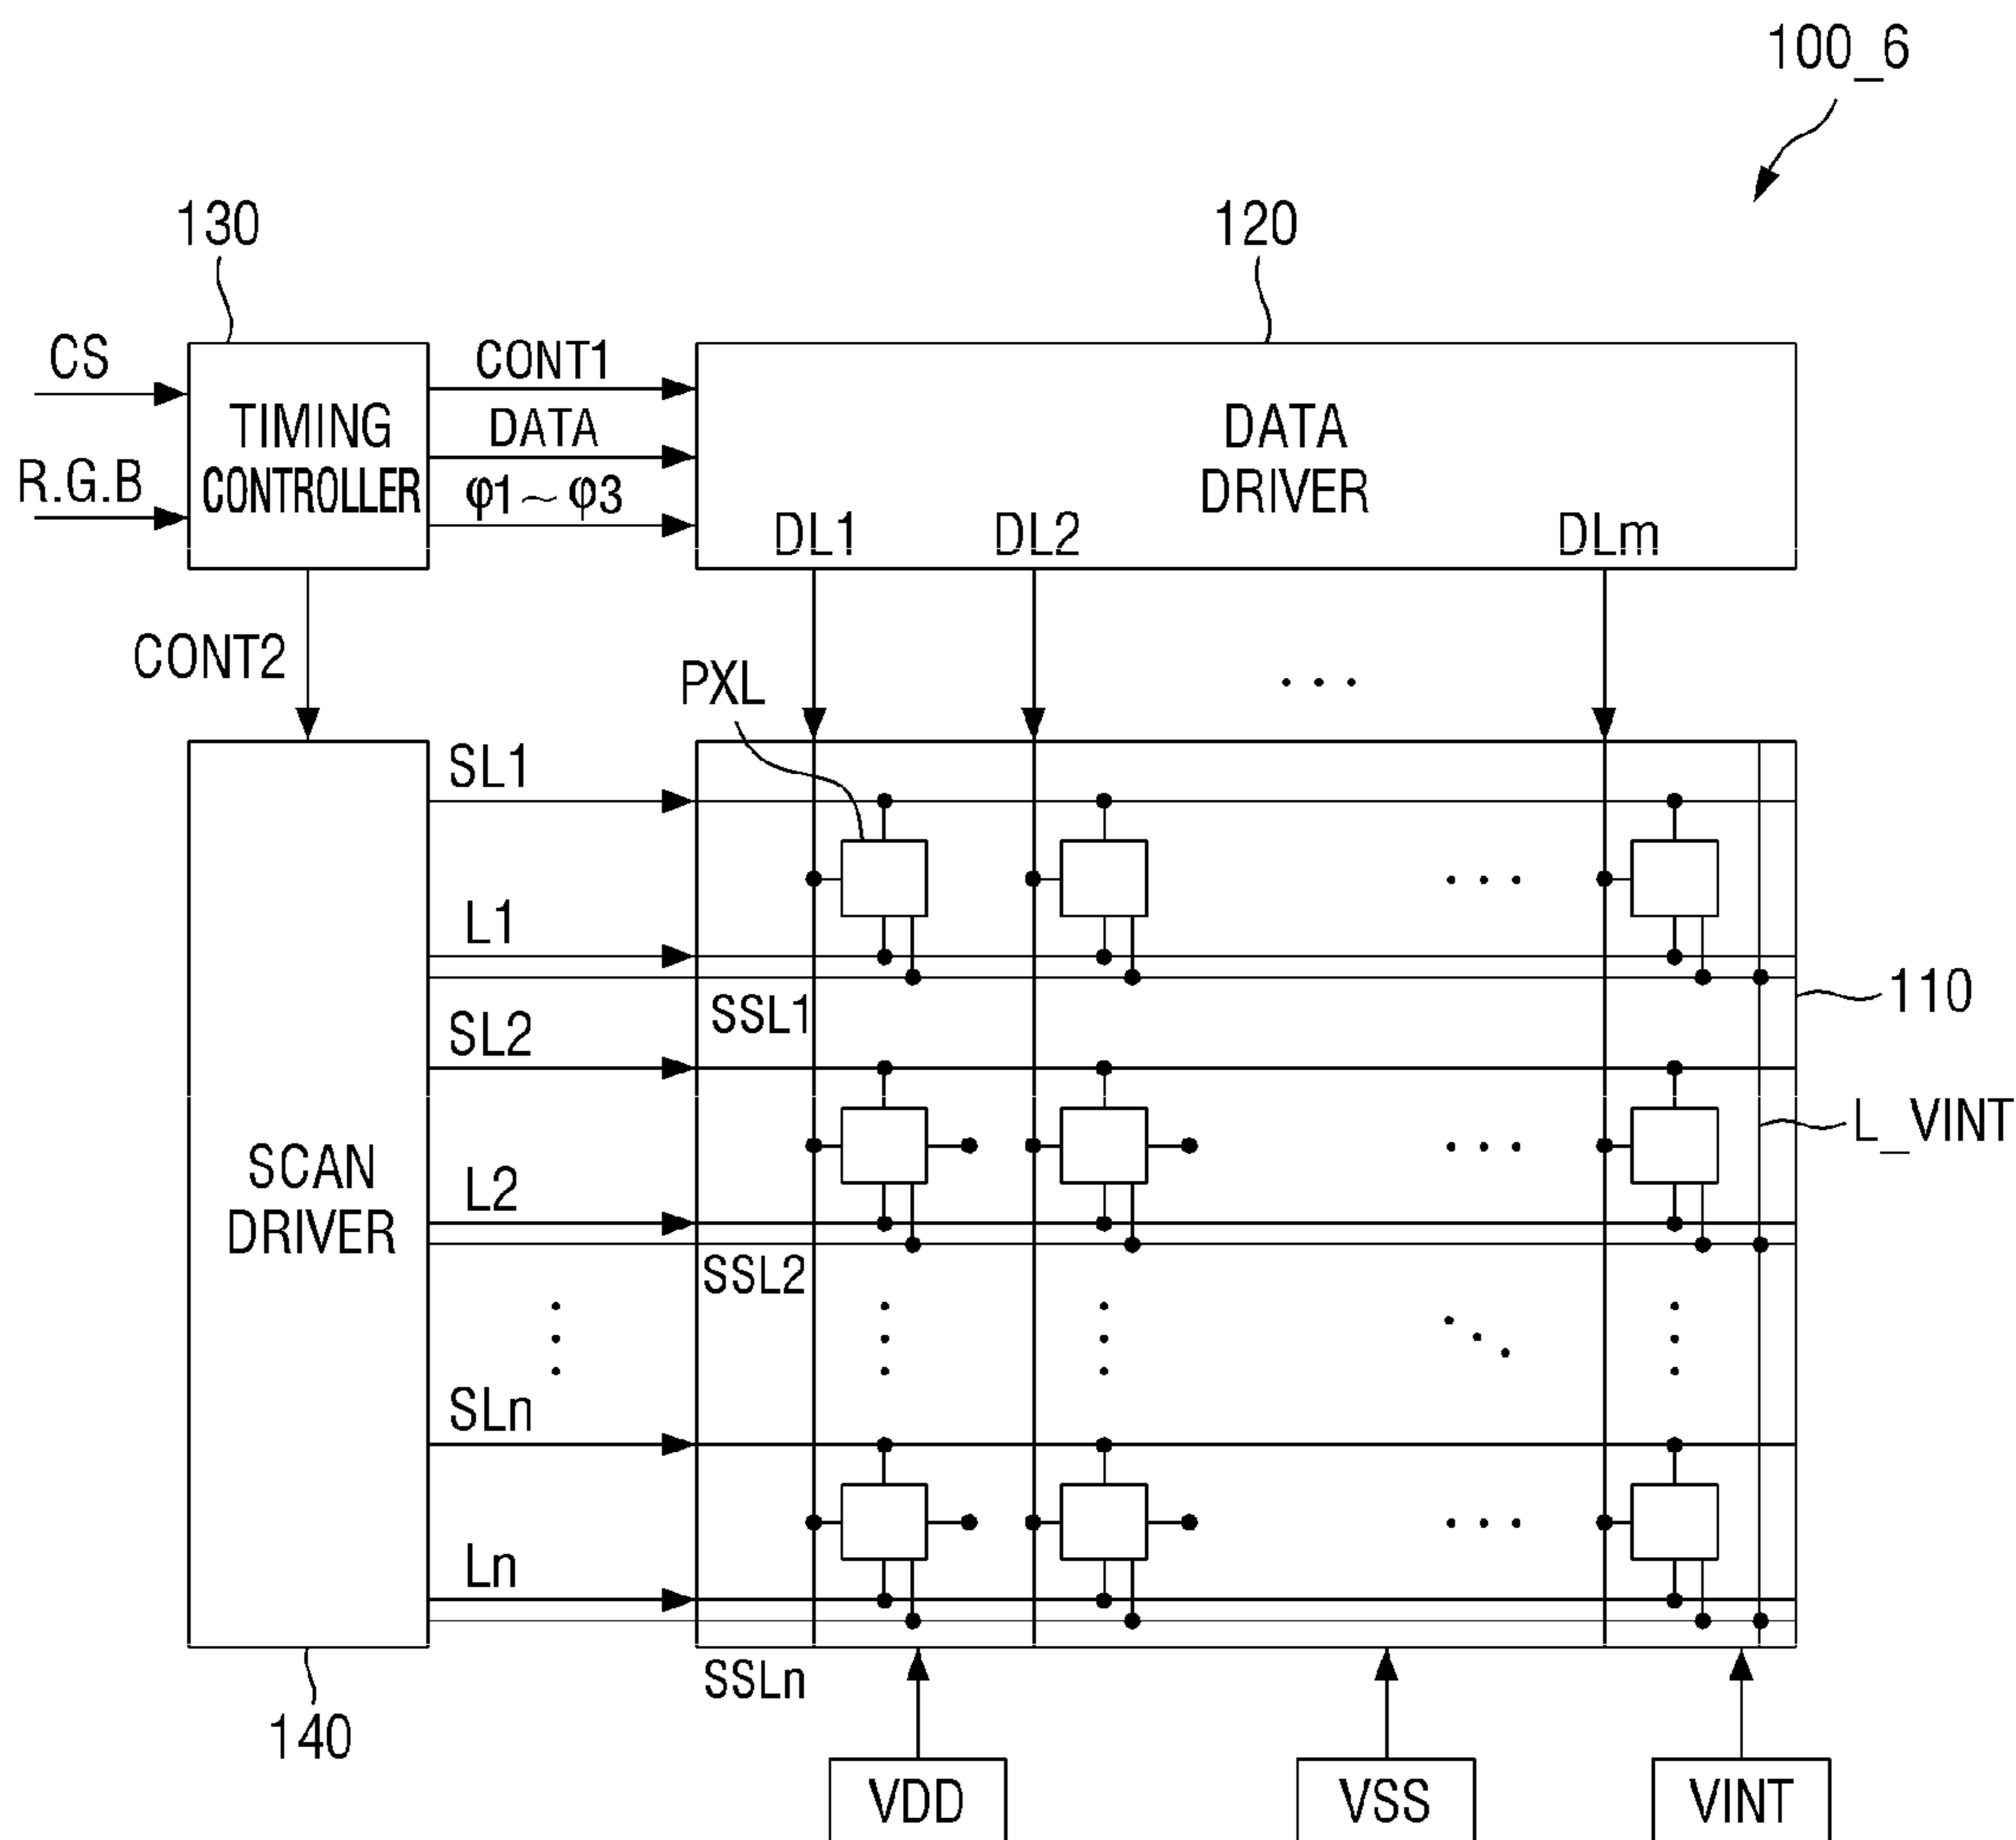 100_6
130
120
CS
CONT1
TIMING
CONTROLLER
DATA
DATA
DRIVER
R.G.B
φ1~φ3
DL1
DL2
DLm
CONT2
PXL
. . .
SL1
L1
SSL1
110
SL2
L_VINT
SCAN
DRIVER
L2
SSL2
SLn
Ln
SSLn
140
VDD
VSS
VINT